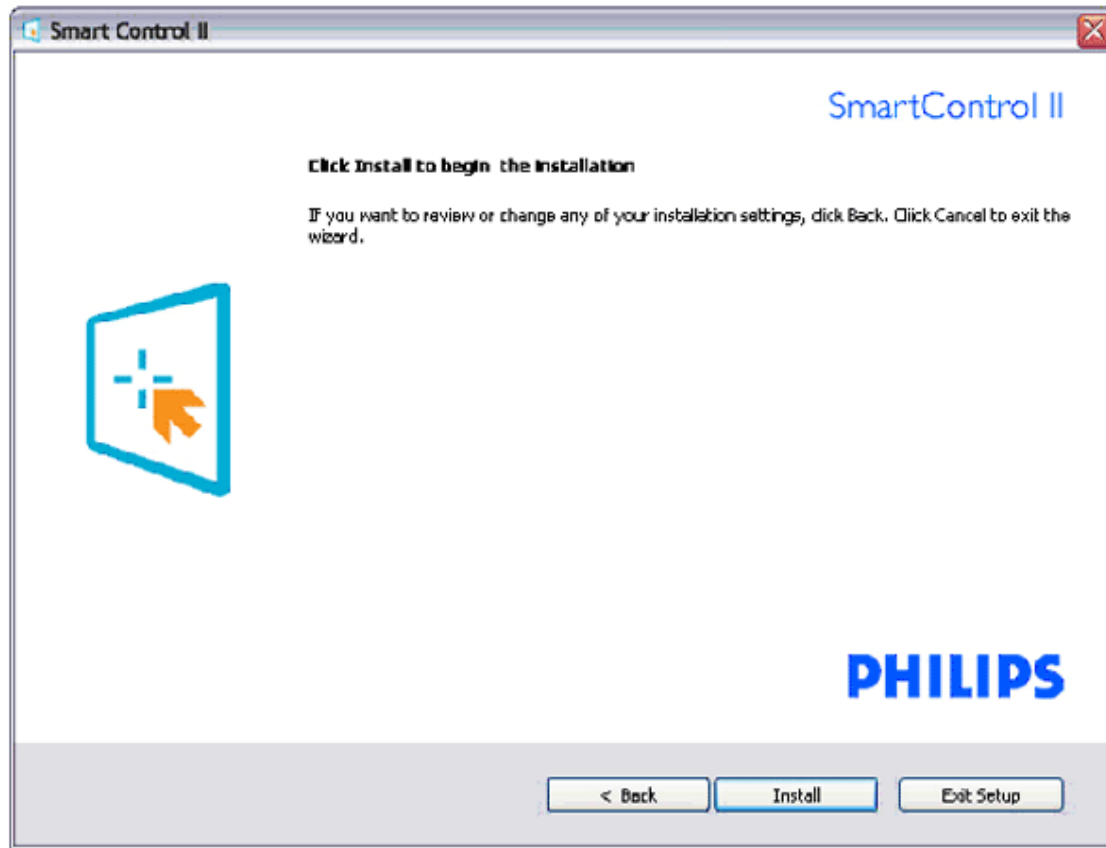 Smart Control II
SmartControl II
Click Install to begin the installation
If you want to review or change any of your installation settings, click Back. Click Cancel to exit the
wizard.
PHILIPS
< Back
Install
Exit Setup